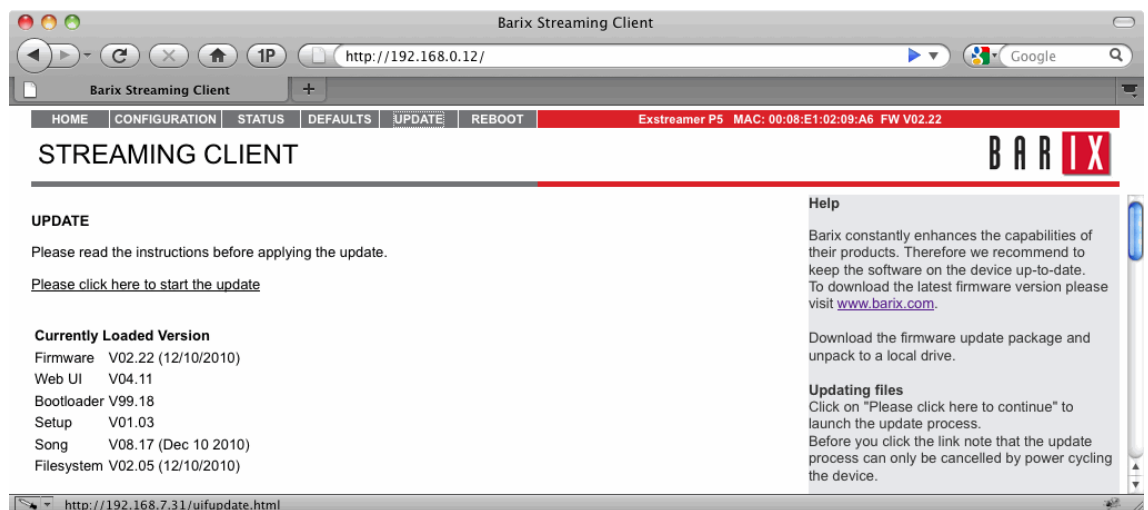 Barix Streaming Client
1P
http://192.168.0.12/
Google
Barix Streaming Client
+
HOME CONFIGURATION STATUS DEFAULTS UPDATE REBOOT Exstreamer P5 MAC: 00:08:E1:02:09:A6 FW V02.22
STREAMING CLIENT
BARIX
UPDATE
Please read the instructions before applying the update.
Please click here to start the update
Currently Loaded Version
Firmware V02.22 (12/10/2010)
Web UI V04.11
Bootloader V99.18
Setup V01.03
Song V08.17 (Dec 10 2010)
Filesystem V02.05 (12/10/2010)
Help
Barix constantly enhances the capabilities of
their products. Therefore we recommend to
keep the software on the device up-to-date.
To download the latest firmware version please
visit www.barix.com.
Download the firmware update package and
unpack to a local drive.
Updating files
Click on "Please click here to continue" to
launch the update process.
Before you click the link note that the update
process can only be cancelled by power cycling
the device.
http://192.168.7.31/uifupdate.html